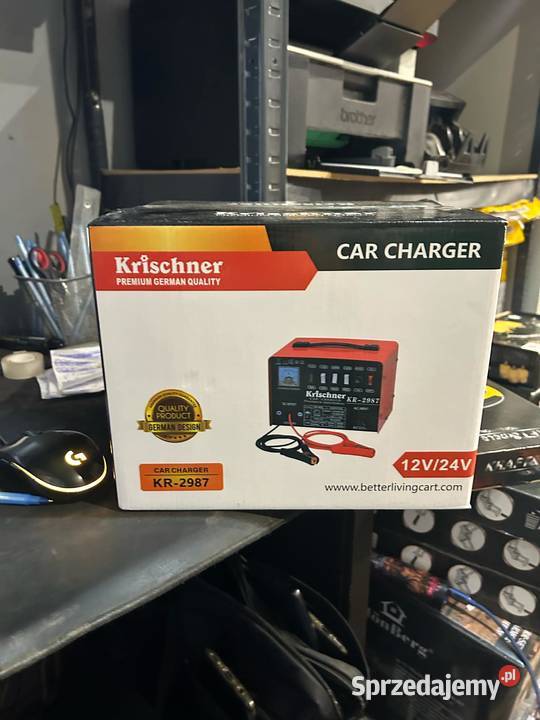 brother
CAR CHARGER
Krischner
PREMIUM GERMAN QUALITY
Krischner
KR-2987
QUALITY
PRODUCT
GERMAN DESIGN
CAR CHARGER
KR-2987
12V/24V
www.betterlivingcart.com
G
Sprzedajemy.pl